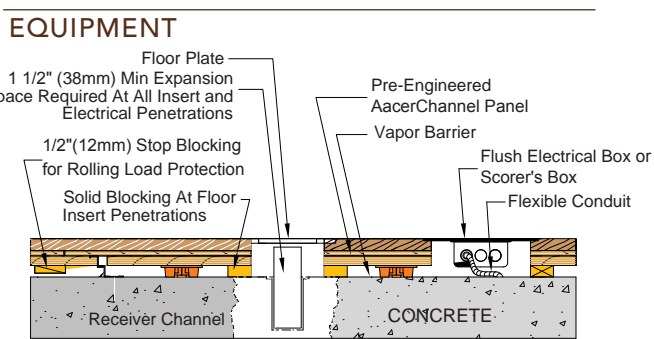 EQUIPMENT
Floor Plate
1 1/2" (38mm) Min Expansion
pace Required At All Insert and
Electrical Penetrations
1/2"(12mm) Stop Blocking
for Rolling Load Protection
Solid Blocking At Floor
Insert Penetrations
Pre-Engineered
AacerChannel Panel
Vapor Barrier
Flush Electrical Box or
Scorer's Box
Flexible Conduit
Receiver Channel
CONCRETE